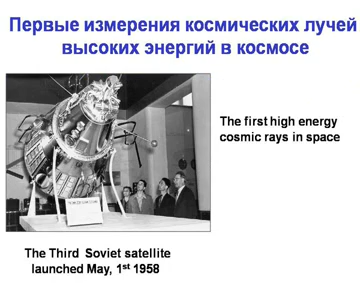 Первые измерения космических лучей
высоких энергий в космосе
The first high energy
cosmic rays in space
The Third Soviet satellite
launched May, 1st 1958